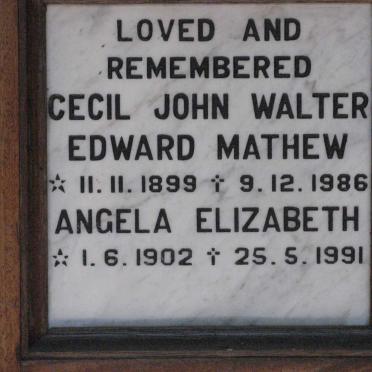 LOVED AND
REMEMBERED
CECIL JOHN WALTER
EDWARD MATHEW
☆ 11.11.1899 ✝ 9.12.1986
ANGELA ELIZABETH
☆ 1.6.1902 ✝ 25.5.1991